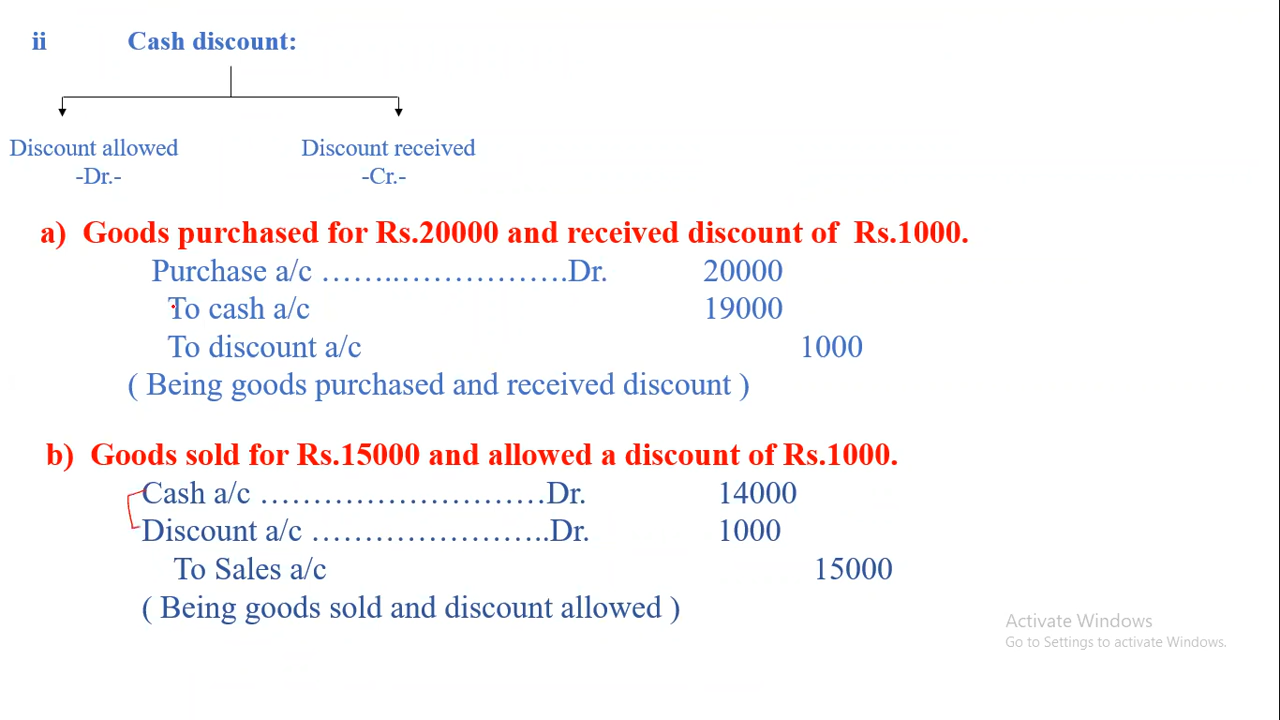 ii Cash discount:
Discount allowed Discount received
-Dr.- -Cr.-
a) Goods purchased for Rs.20000 and received discount of Rs.1000.
Purchase a/c ……..…………….Dr. 20000
To cash a/c 19000
To discount a/c 1000
( Being goods purchased and received discount )
b) Goods sold for Rs.15000 and allowed a discount of Rs.1000.
Cash a/c ………………………Dr. 14000
Discount a/c …………………..Dr. 1000
To Sales a/c 15000
( Being goods sold and discount allowed )
Activate Windows
Go to Settings to activate Windows.